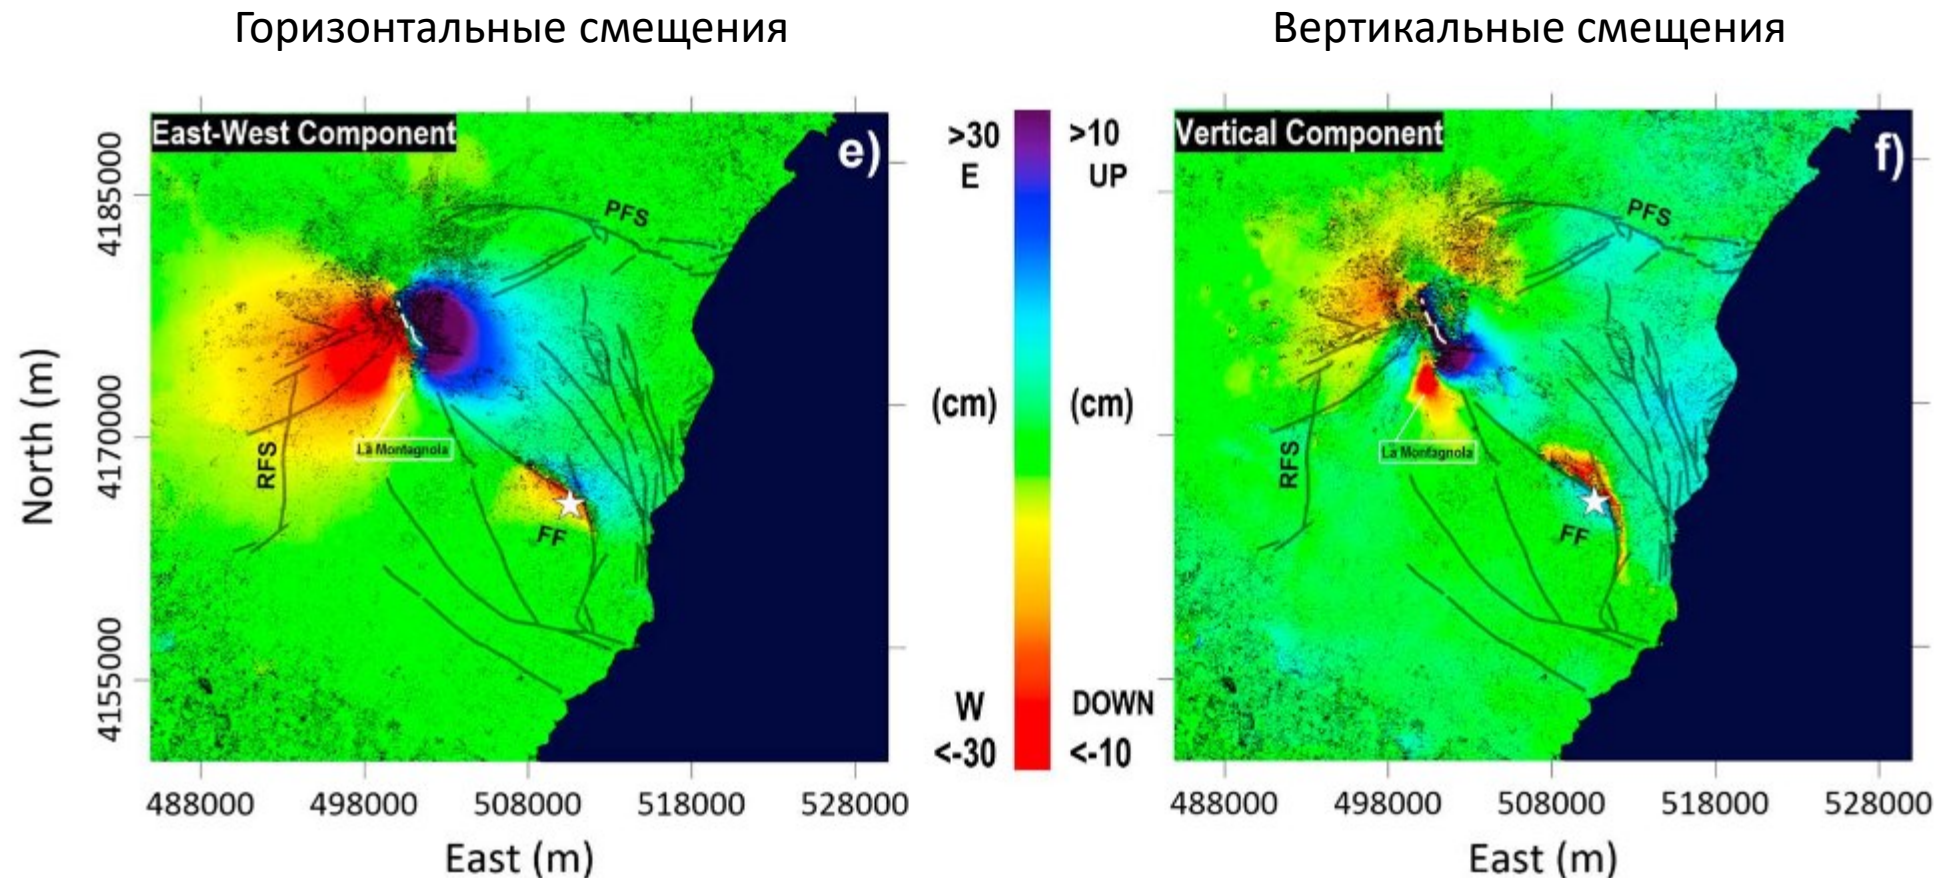 Горизонтальные смещения
Вертикальные смещения
East-West Component
e)
PFS
RFS
La Montagnola
FF
North (m)
4185000
4170000
4155000
488000 498000 508000 518000 528000
East (m)
>30
E
(cm)
W
<-30
>10
UP
(cm)
DOWN
<-10
Vertical Component
f)
PFS
RFS
La Montagnola
FF
488000 498000 508000 518000 528000
East (m)